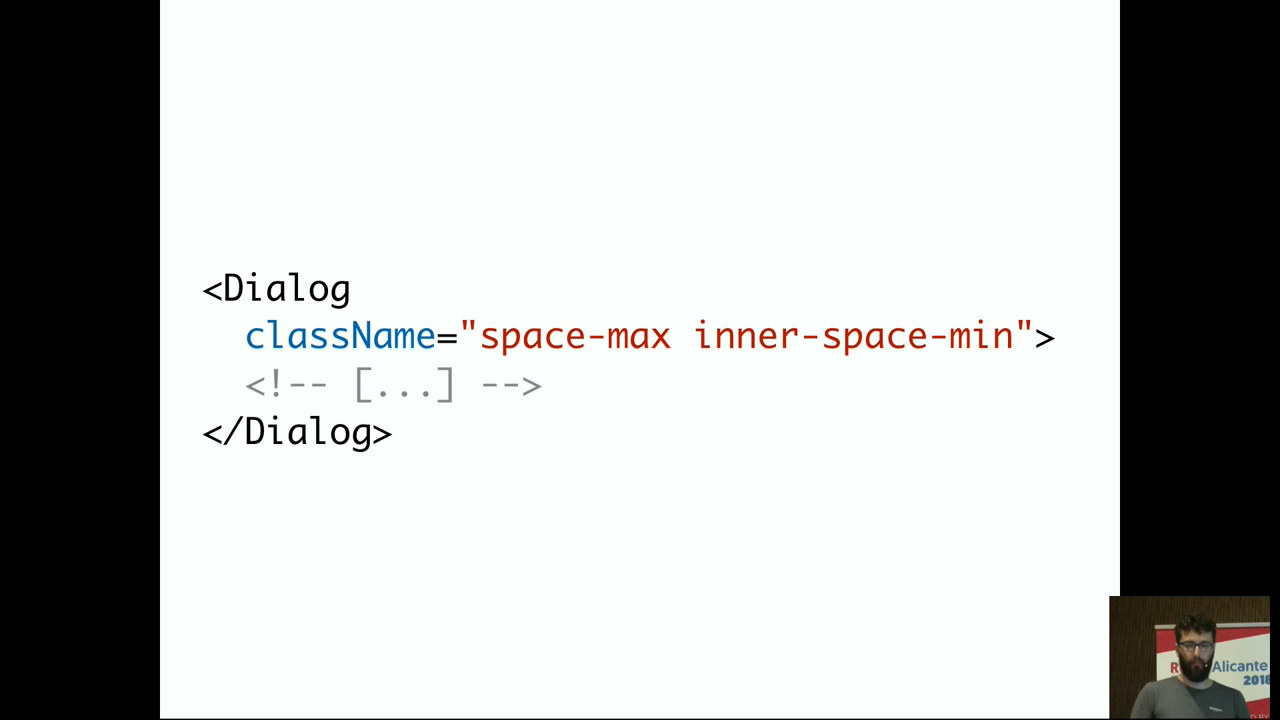 <Dialog
className="space-max inner-space-min">
<!-- [...] -->
</Dialog>
Alicante
2018